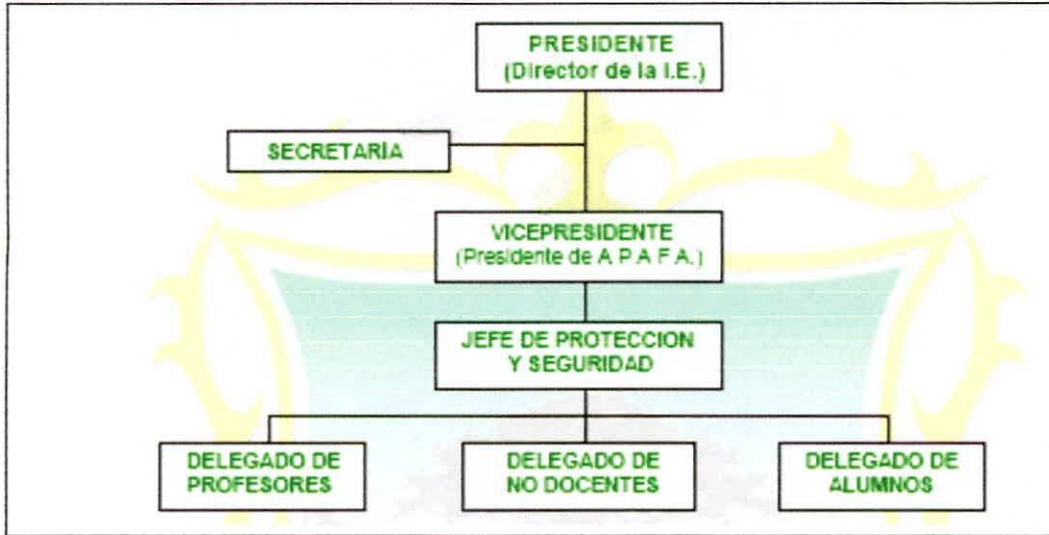 PRESIDENTE
(Director de la I.E.)
SECRETARÍA
VICEPRESIDENTE
(Presidente de A P A F A.)
JEFE DE PROTECCION
Y SEGURIDAD
DELEGADO DE
PROFESORES
DELEGADO DE
NO DOCENTES
DELEGADO DE
ALUMNOS